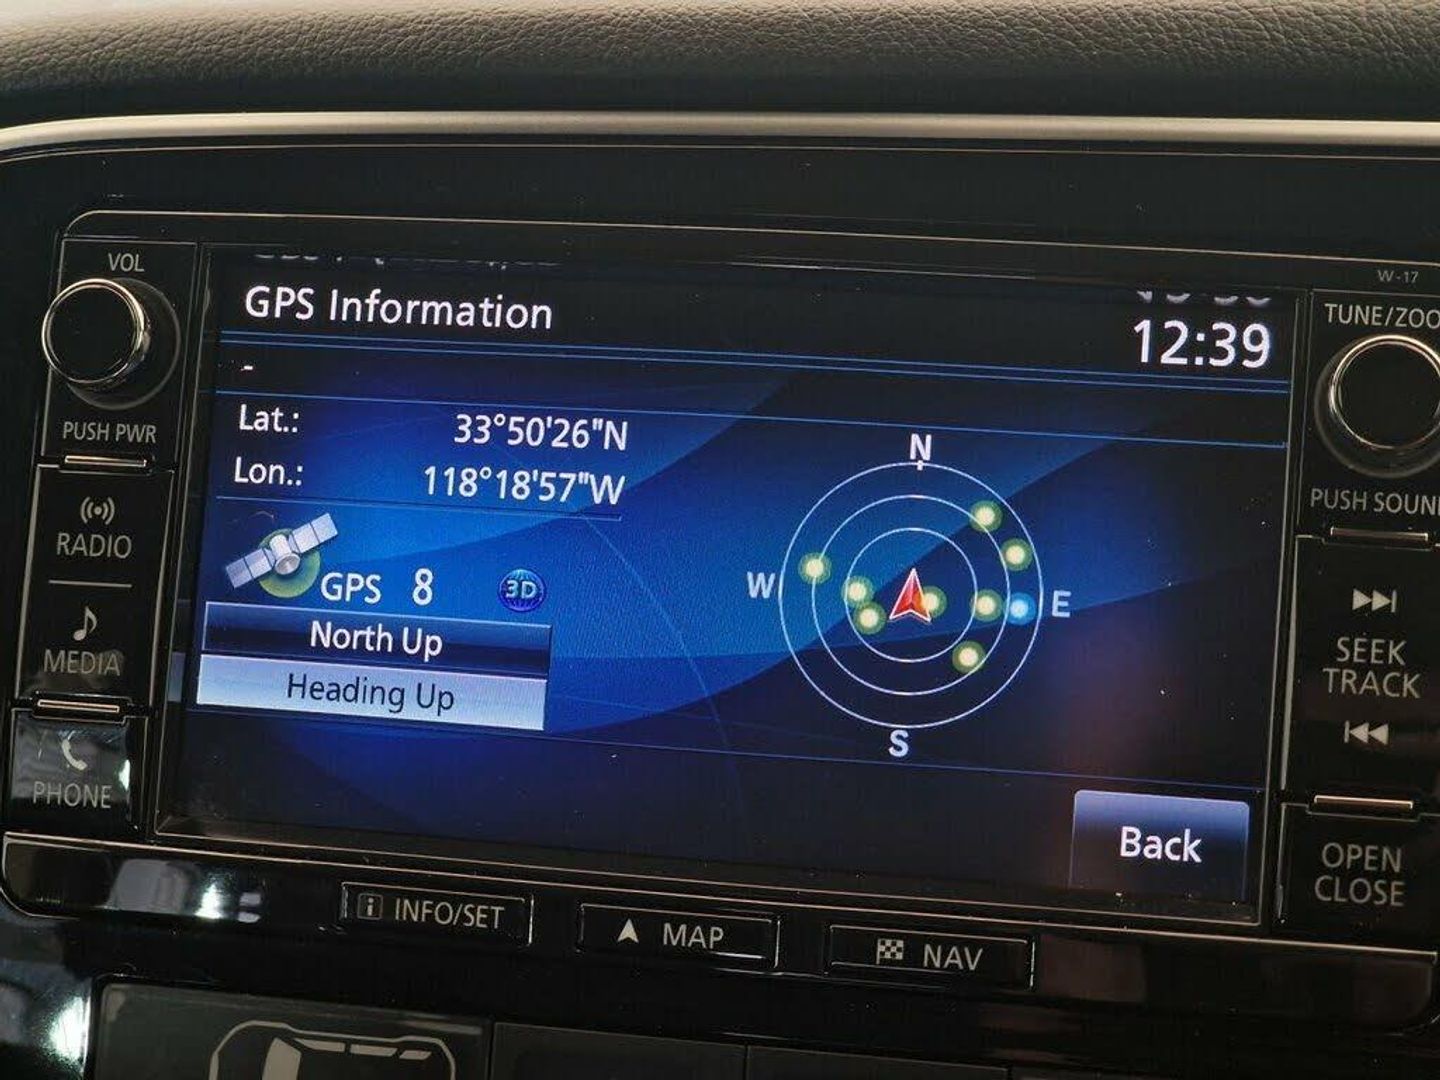 W-17
VOL
GPS Information
12:39
TUNE/ZOO
-
PUSH PWR
Lat.: 33°50'26"N
Lon.: 118°18'57"W
N
W
E
S
GPS 8 3D
North Up
Heading Up
Back
RADIO
MEDIA
PHONE
PUSH SOUN
SEEK
TRACK
OPEN
CLOSE
i INFO/SET
MAP
NAV